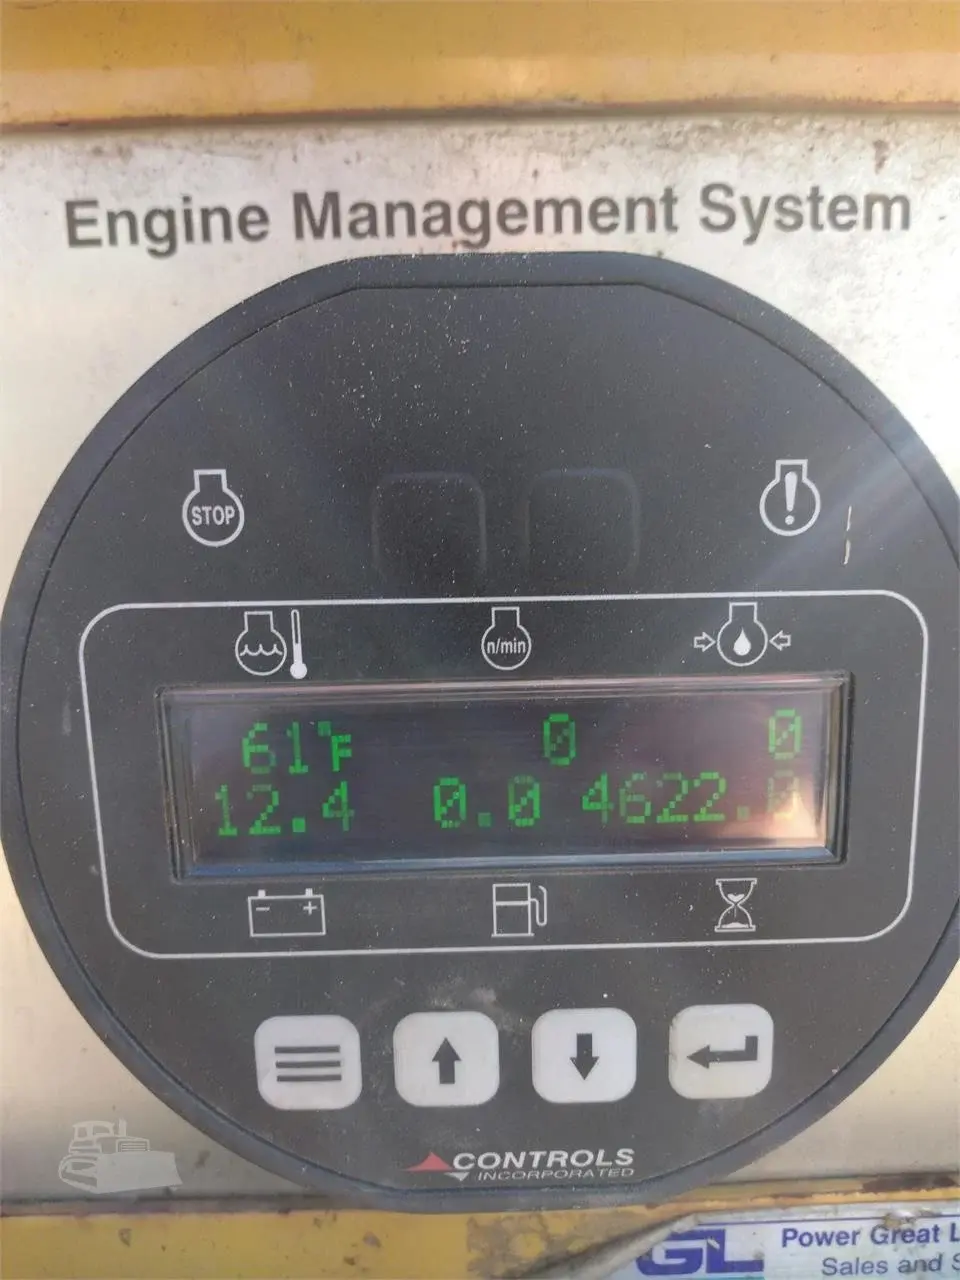 Engine Management System
STOP
!
n/min
61°F 0 0
12.4 0.0 4622.
- +
CONTROLS
INCORPORATED
GL Power Great L
Sales and S